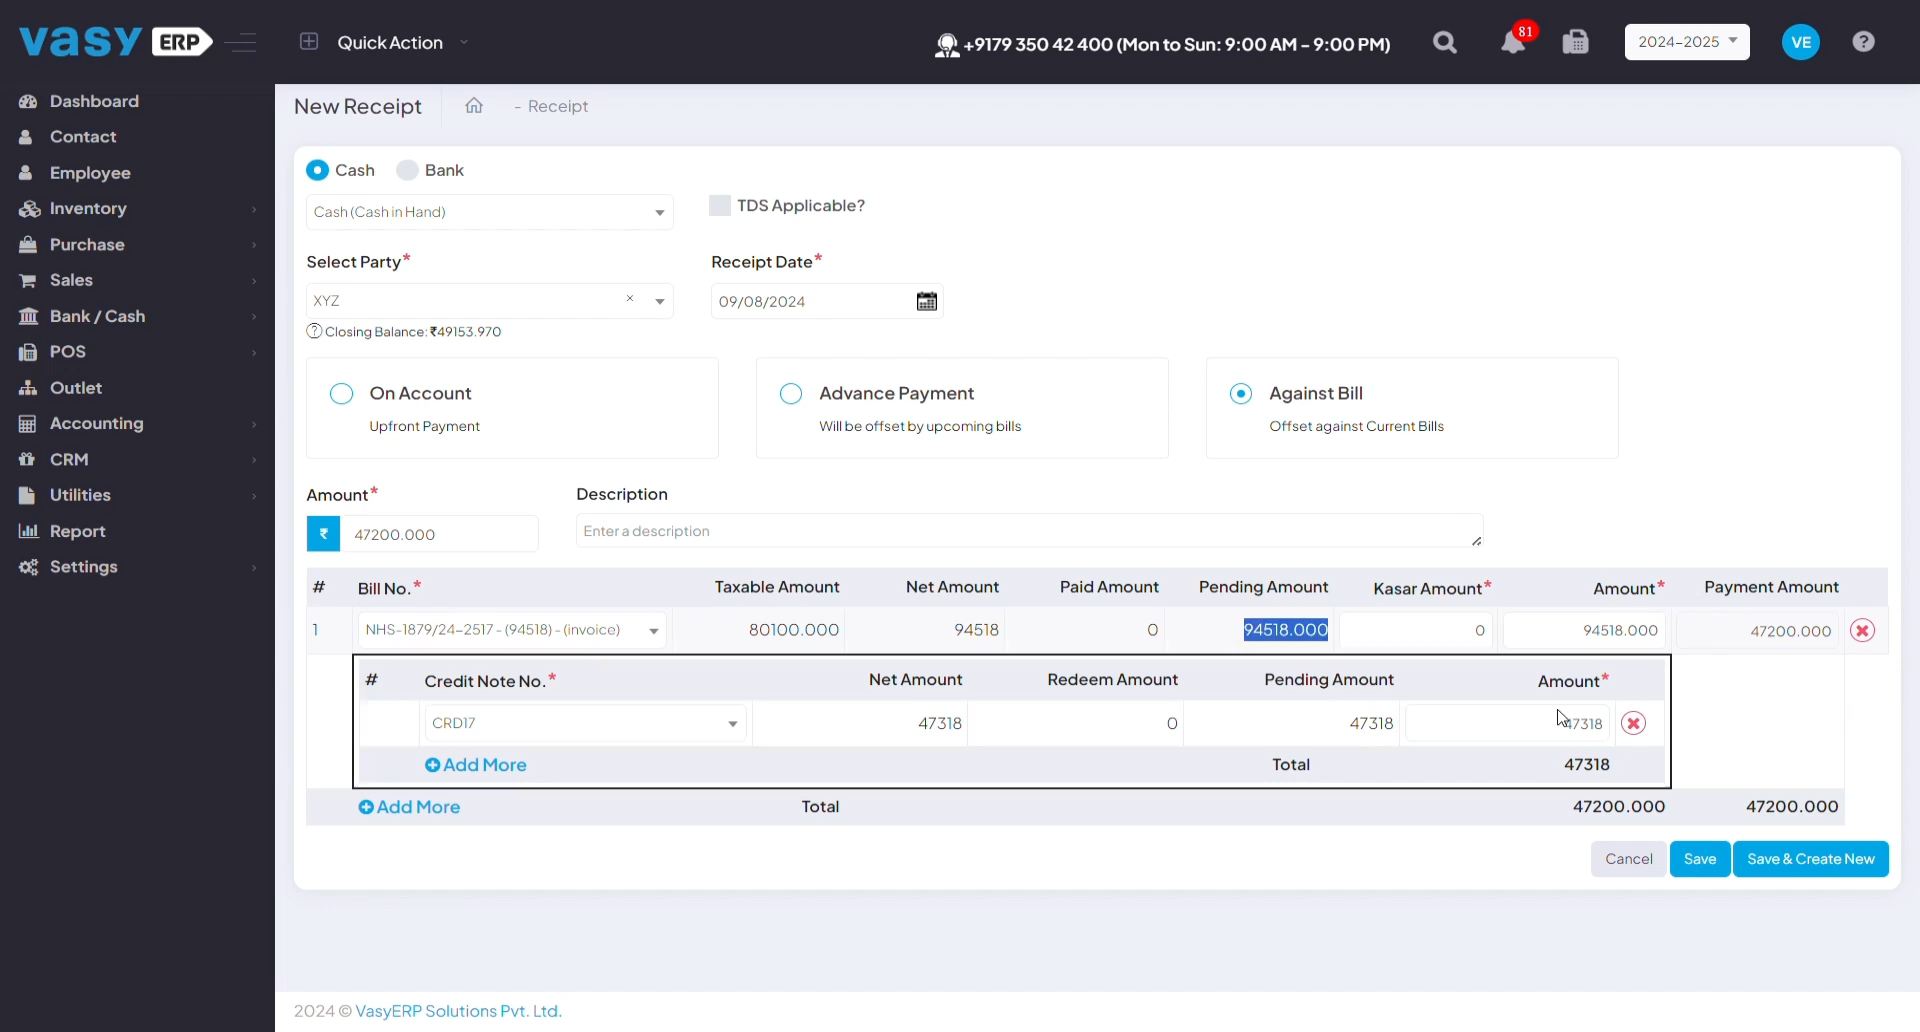 vasy ERP
Quick Action
+9179 350 42 400 (Mon to Sun: 9:00 AM - 9:00 PM)
81
2024-2025
VE
?
Dashboard
Contact
Employee
Inventory
Purchase
Sales
Bank / Cash
POS
Outlet
Accounting
CRM
Utilities
Report
Settings
New Receipt
- Receipt
Cash
Bank
Cash (Cash in Hand)
TDS Applicable?
Select Party*
Receipt Date*
XYZ ×
09/08/2024
? Closing Balance: ₹49153.970
On Account
Upfront Payment
Advance Payment
Will be offset by upcoming bills
Against Bill
Offset against Current Bills
Amount*
Description
₹ 47200.000
Enter a description
# Bill No.* Taxable Amount Net Amount Paid Amount Pending Amount Kasar Amount* Amount* Payment Amount
1 NHS-1879/24-2517 - (94518) - (invoice) 80100.000 94518 0 94518.000 0 94518.000 47200.000
# Credit Note No.* Net Amount Redeem Amount Pending Amount Amount*
CRD17 47318 0 47318 47318
Add More Total 47318
Add More Total 47200.000 47200.000
Cancel Save Save & Create New
2024 © VasyERP Solutions Pvt. Ltd.